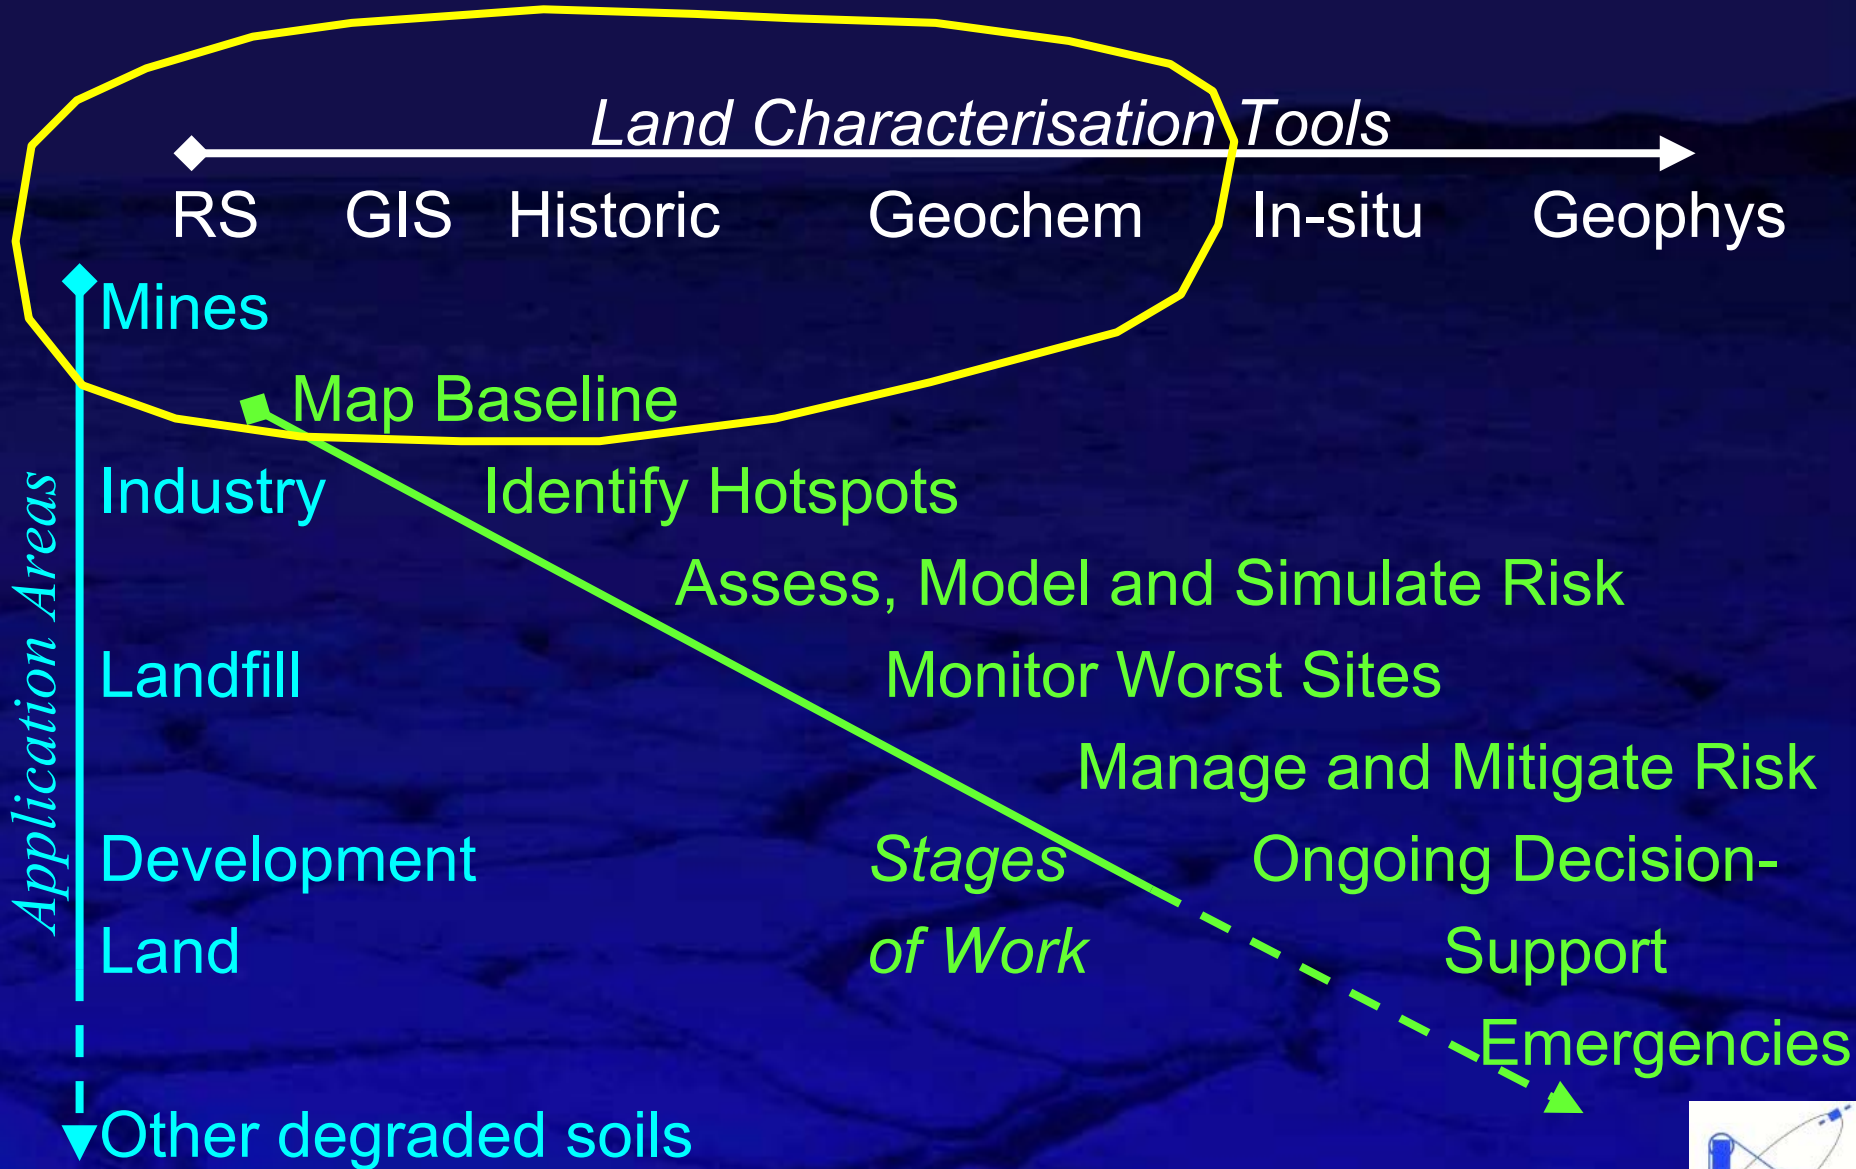 Land Characterisation Tools
RS GIS Historic Geochem In-situ Geophys
Mines
Map Baseline
Application Areas
Industry
Identify Hotspots
Assess, Model and Simulate Risk
Landfill
Monitor Worst Sites
Manage and Mitigate Risk
Development
Land
Stages
of Work
Ongoing Decision-
Support
Emergencies
Other degraded soils